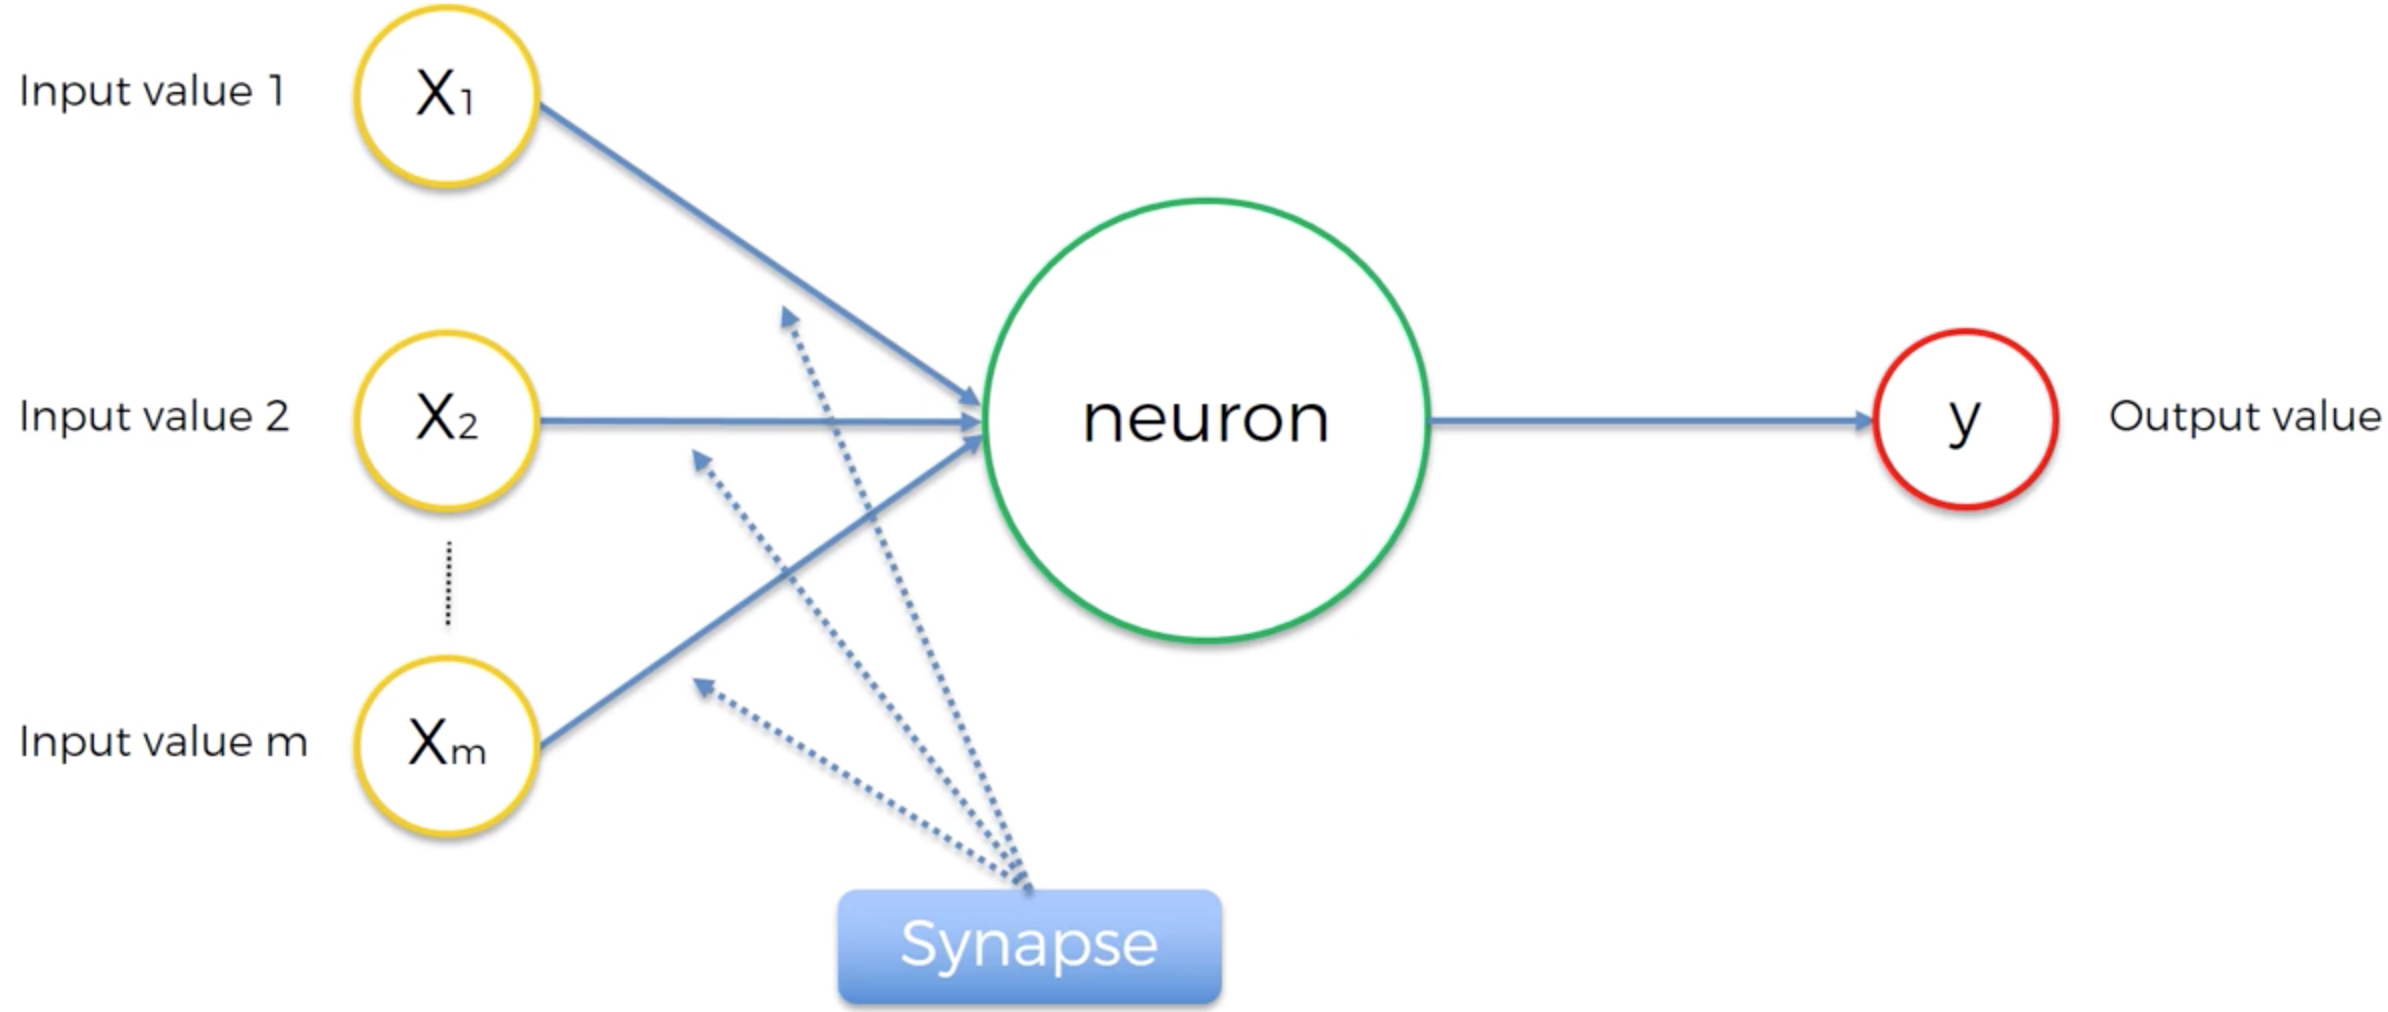 Input value 1
X1
Input value 2
X2
neuron
y
Output value
Input value m
Xm
Synapse